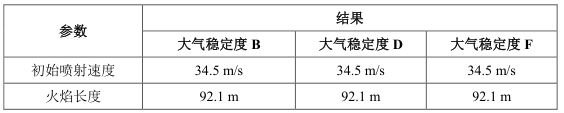 参数 结果
大气稳定度 B 大气稳定度 D 大气稳定度 F
初始喷射速度 34.5 m/s 34.5 m/s 34.5 m/s
火焰长度 92.1 m 92.1 m 92.1 m